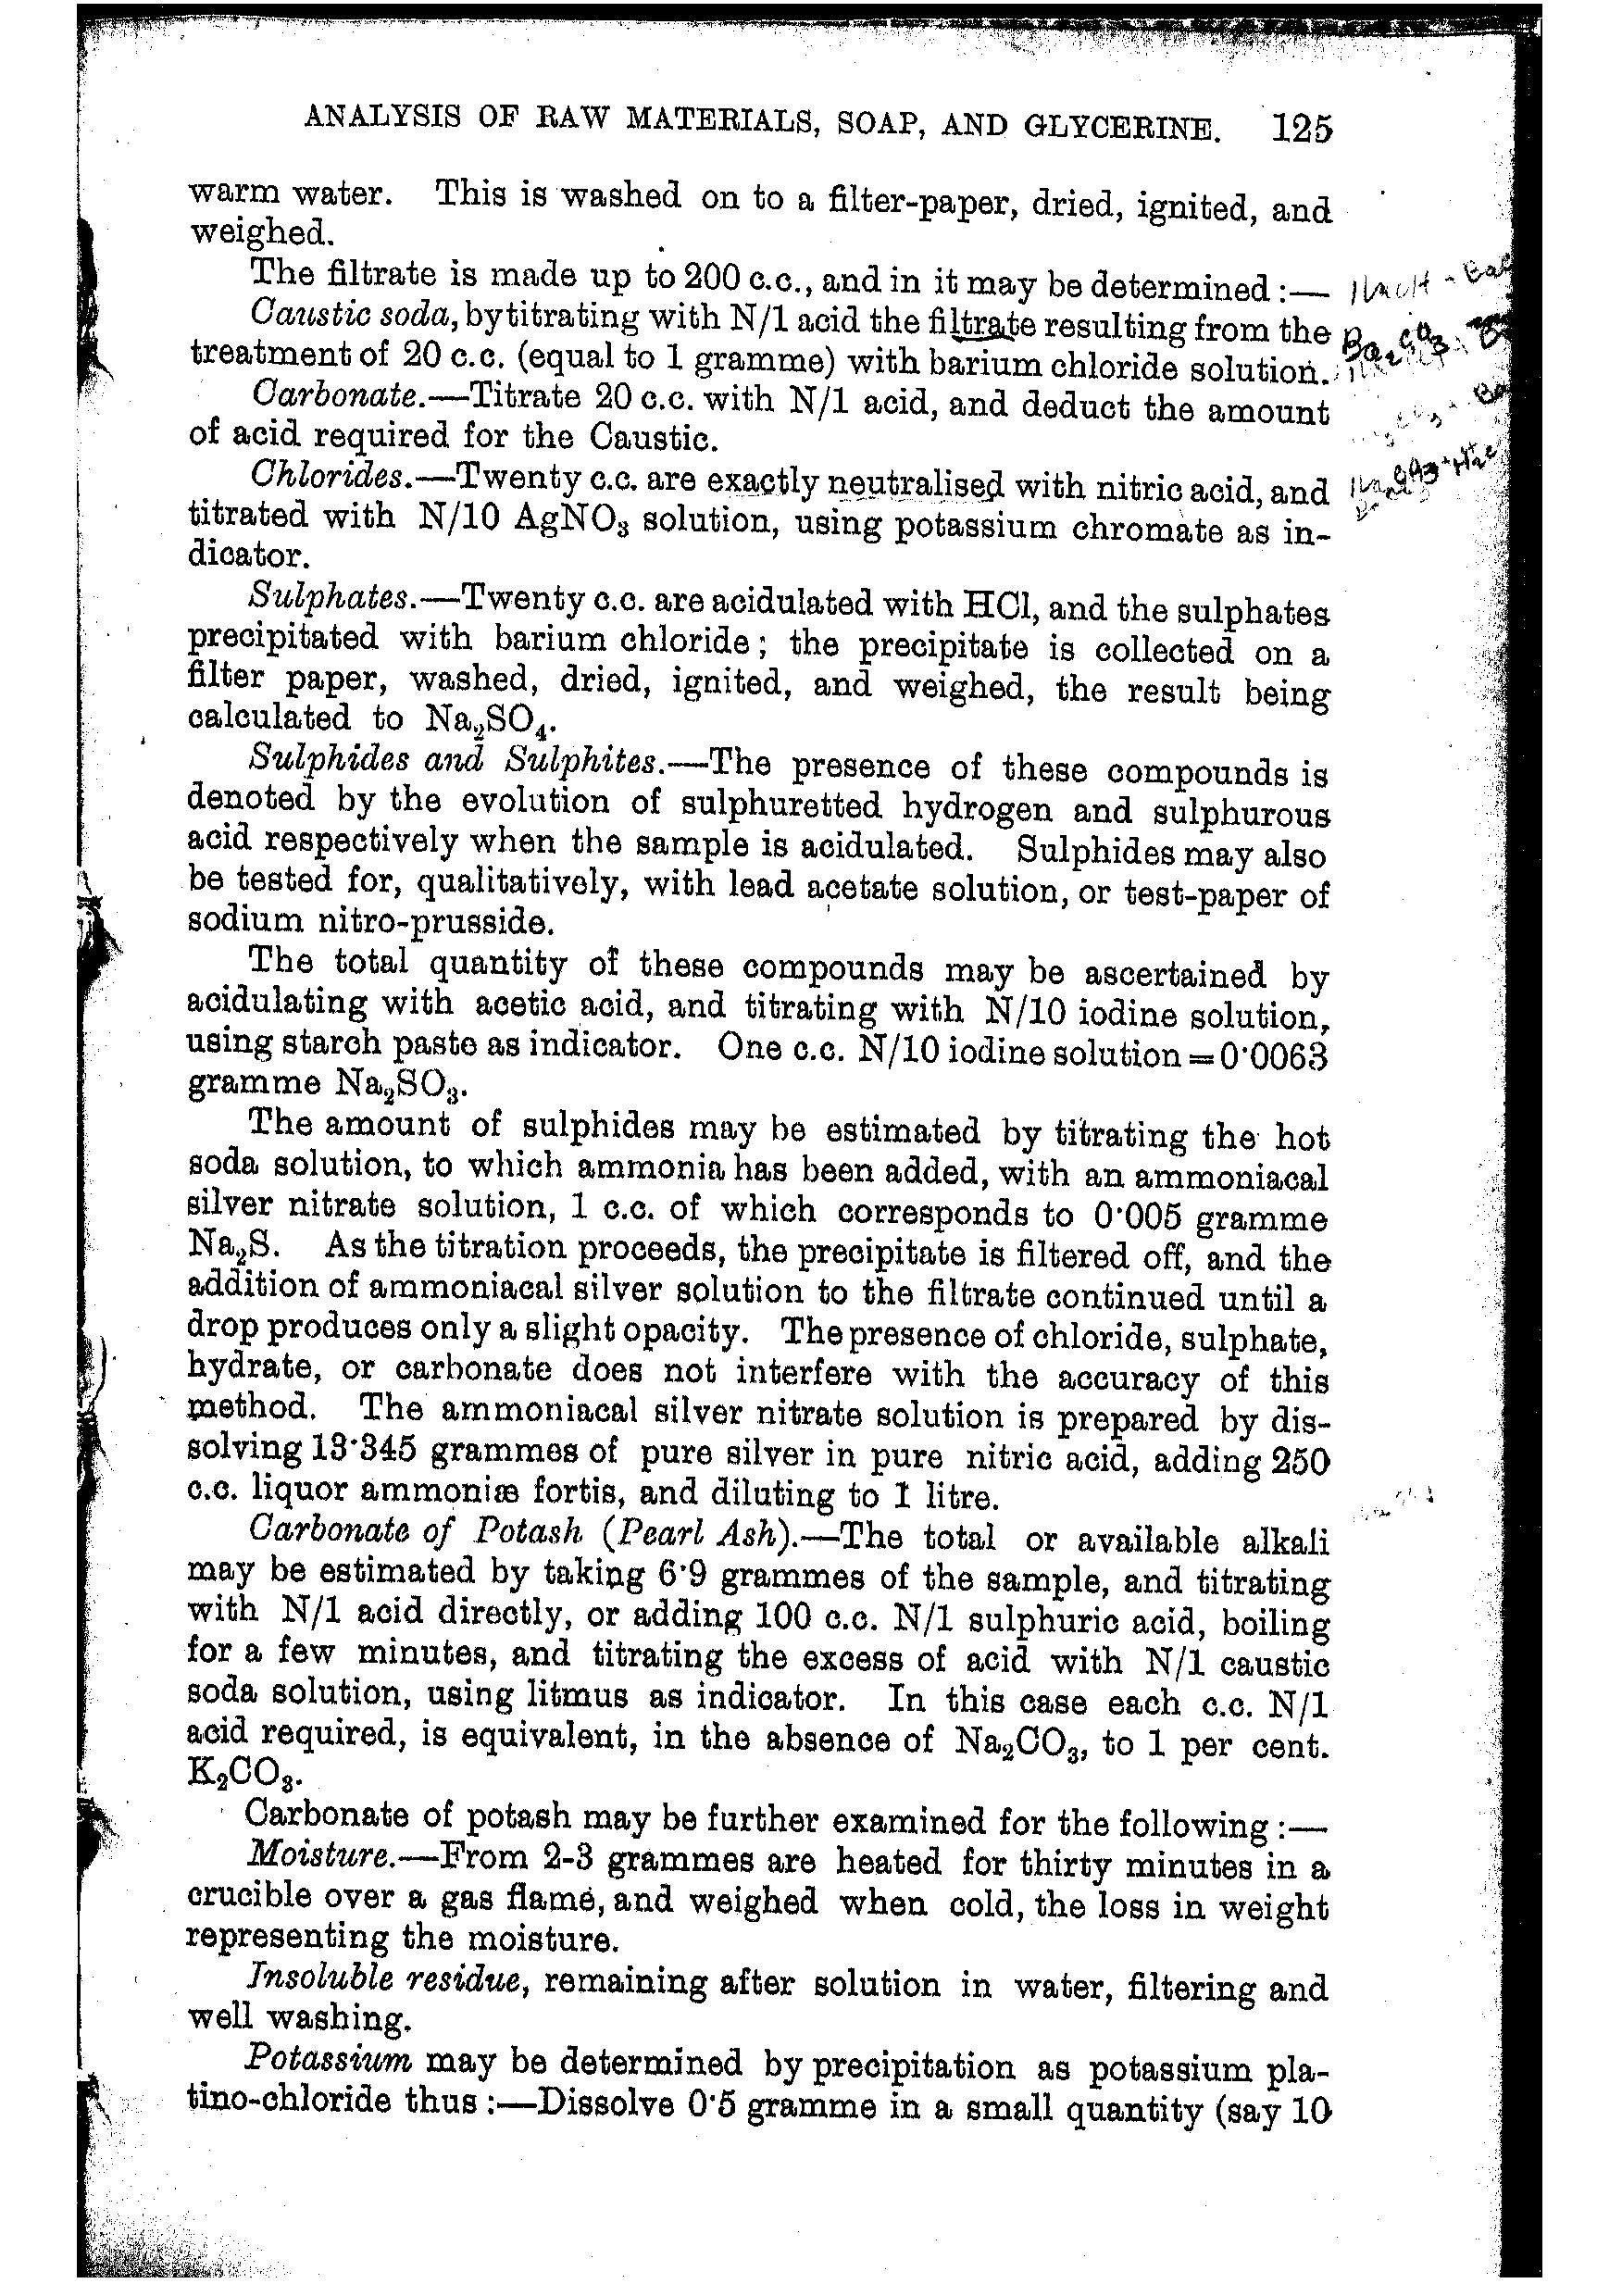 ANALYSIS OF RAW MATERIALS, SOAP, AND GLYCERINE. 125
warm water. This is washed on to a filter-paper, dried, ignited, and
weighed.
The filtrate is made up to 200 c.c., and in it may be determined :—
Caustic soda, by titrating with N/1 acid the filtrate resulting from the
treatment of 20 c.c. (equal to 1 gramme) with barium chloride solution.
Carbonate.—Titrate 20 c.c. with N/1 acid, and deduct the amount
of acid required for the Caustic.
Chlorides.—Twenty c.c. are exactly neutralised with nitric acid, and
titrated with N/10 AgNO₃ solution, using potassium chromate as in-
dicator.
Sulphates.—Twenty c.c. are acidulated with HCl, and the sulphates
precipitated with barium chloride; the precipitate is collected on a
filter paper, washed, dried, ignited, and weighed, the result being
calculated to Na₂SO₄.
Sulphides and Sulphites.—The presence of these compounds is
denoted by the evolution of sulphuretted hydrogen and sulphurous
acid respectively when the sample is acidulated. Sulphides may also
be tested for, qualitatively, with lead acetate solution, or test-paper of
sodium nitro-prusside.
The total quantity of these compounds may be ascertained by
acidulating with acetic acid, and titrating with N/10 iodine solution,
using starch paste as indicator. One c.c. N/10 iodine solution = 0·0063
gramme Na₂SO₃.
The amount of sulphides may be estimated by titrating the hot
soda solution, to which ammonia has been added, with an ammoniacal
silver nitrate solution, 1 c.c. of which corresponds to 0·005 gramme
Na₂S. As the titration proceeds, the precipitate is filtered off, and the
addition of ammoniacal silver solution to the filtrate continued until a
drop produces only a slight opacity. The presence of chloride, sulphate,
hydrate, or carbonate does not interfere with the accuracy of this
method. The ammoniacal silver nitrate solution is prepared by dis-
solving 13·345 grammes of pure silver in pure nitric acid, adding 250
c.c. liquor ammoniæ fortis, and diluting to 1 litre.
Carbonate of Potash (Pearl Ash).—The total or available alkali
may be estimated by taking 6·9 grammes of the sample, and titrating
with N/1 acid directly, or adding 100 c.c. N/1 sulphuric acid, boiling
for a few minutes, and titrating the excess of acid with N/1 caustic
soda solution, using litmus as indicator. In this case each c.c. N/1
acid required, is equivalent, in the absence of Na₂CO₃, to 1 per cent.
K₂CO₃.
Carbonate of potash may be further examined for the following :—
Moisture.—From 2-3 grammes are heated for thirty minutes in a
crucible over a gas flame, and weighed when cold, the loss in weight
representing the moisture.
Insoluble residue, remaining after solution in water, filtering and
well washing.
Potassium may be determined by precipitation as potassium pla-
tino-chloride thus :—Dissolve 0·5 gramme in a small quantity (say 10